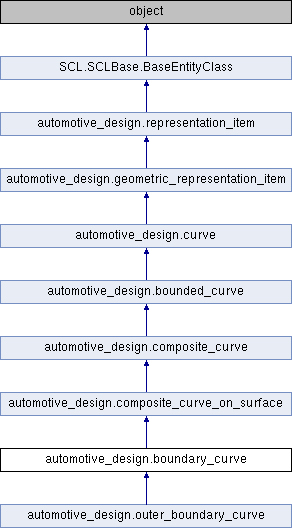 object
SCL.SCLBase.BaseEntityClass
automotive_design.representation_item
automotive_design.geometric_representation_item
automotive_design.curve
automotive_design.bounded_curve
automotive_design.composite_curve
automotive_design.composite_curve_on_surface
automotive_design.boundary_curve
automotive_design.outer_boundary_curve